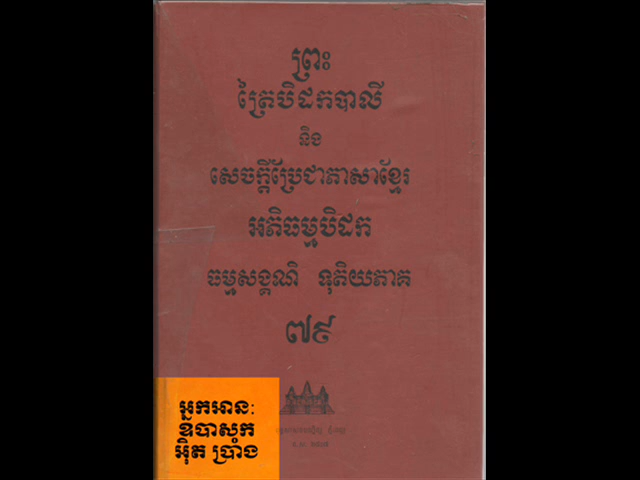 ព្រះ
ត្រៃបិដកបាលី
និង
សេចក្តីប្រែជាភាសាខ្មែរ
អភិធម្មបិដក
ធម្មសង្គណិ ទុតិយភាគ
៧៩
អ្នកអាន:
ឧបាសក
អ៊ិត ប្រាំង